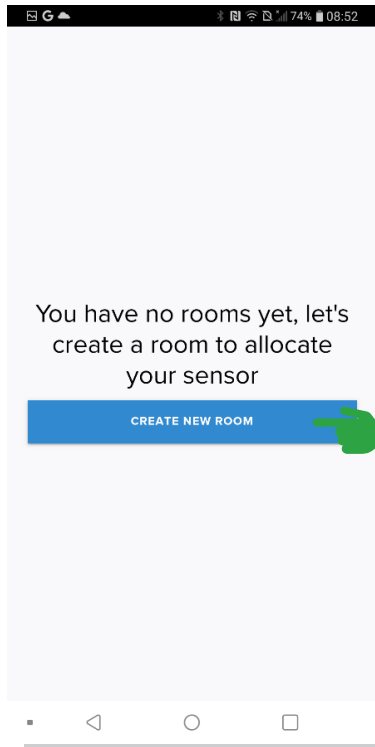 G 74% 08:52
You have no rooms yet, let's
create a room to allocate
your sensor
CREATE NEW ROOM